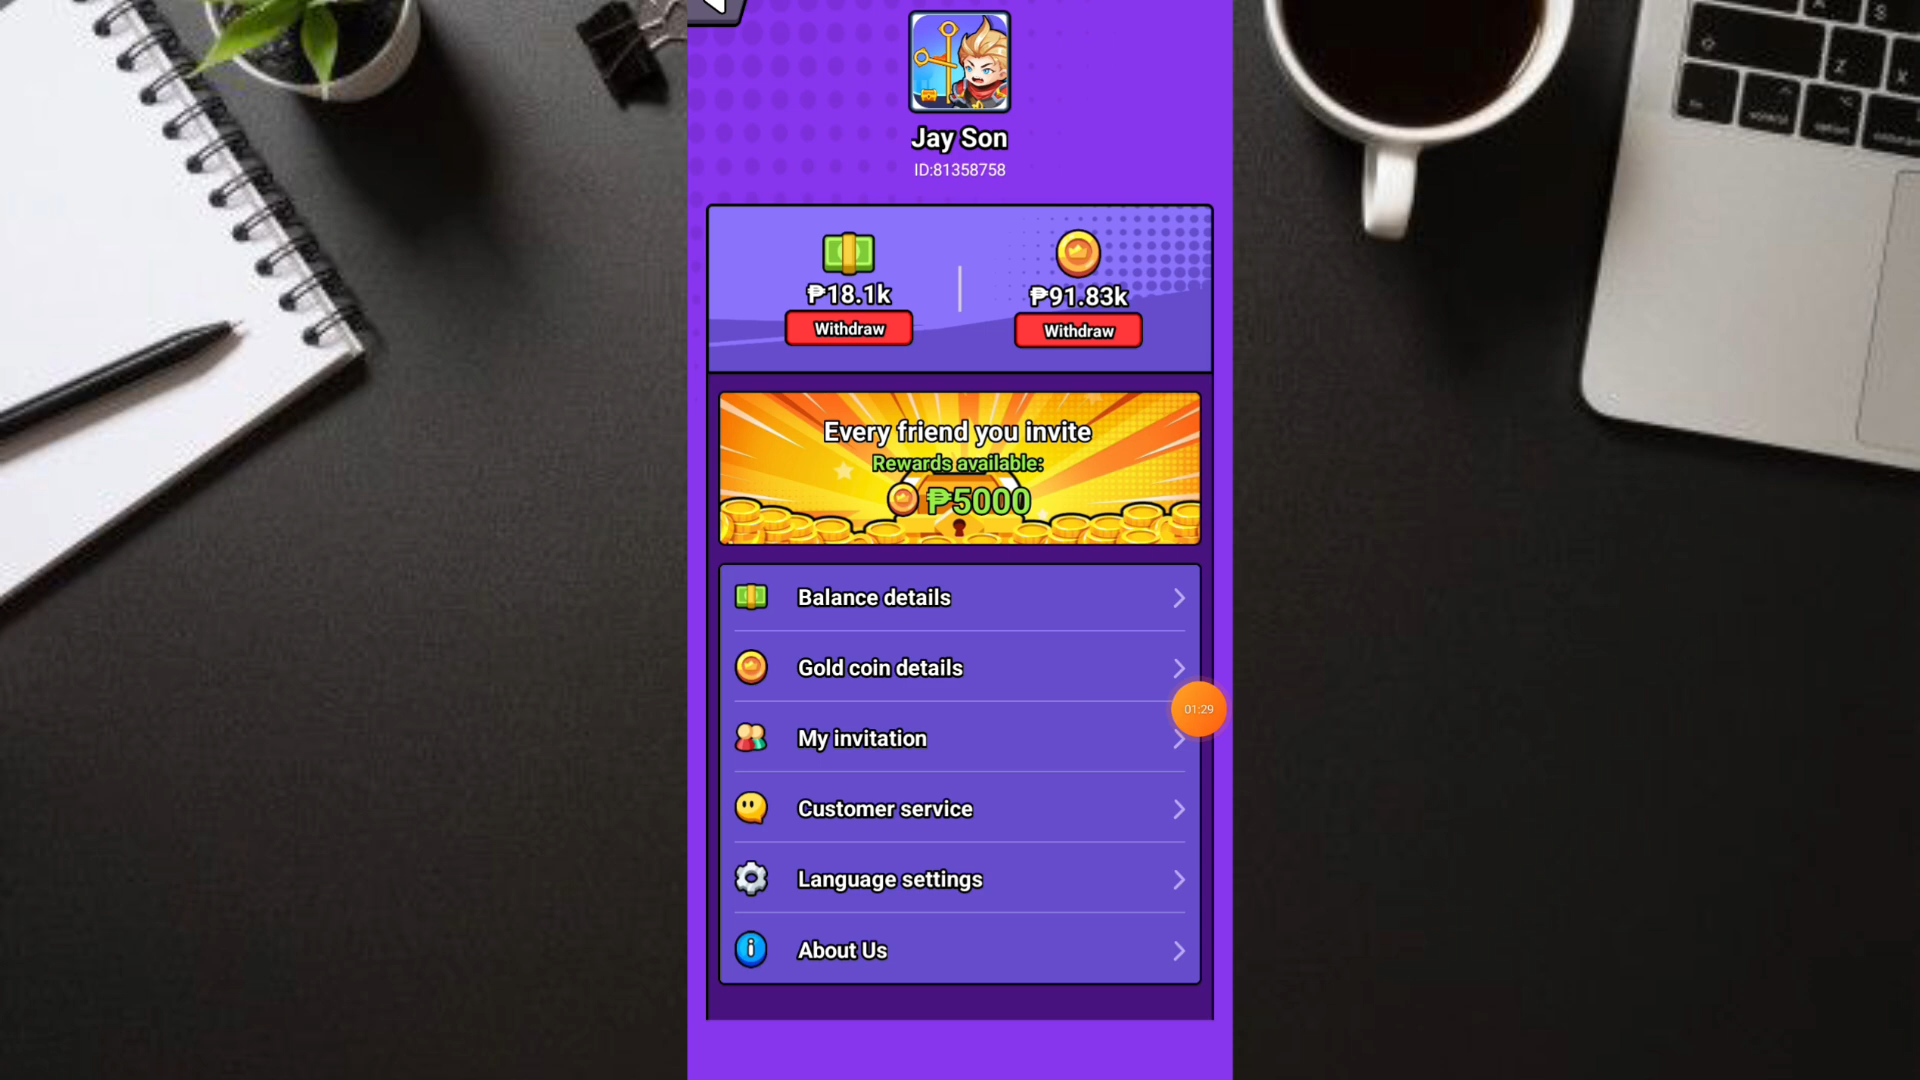 Jay Son
ID:81358758
₱18.1k
₱91.83k
Withdraw
Withdraw
Every friend you invite
Rewards available:
₱5000
Balance details
Gold coin details
My invitation
01:29
Customer service
Language settings
About Us